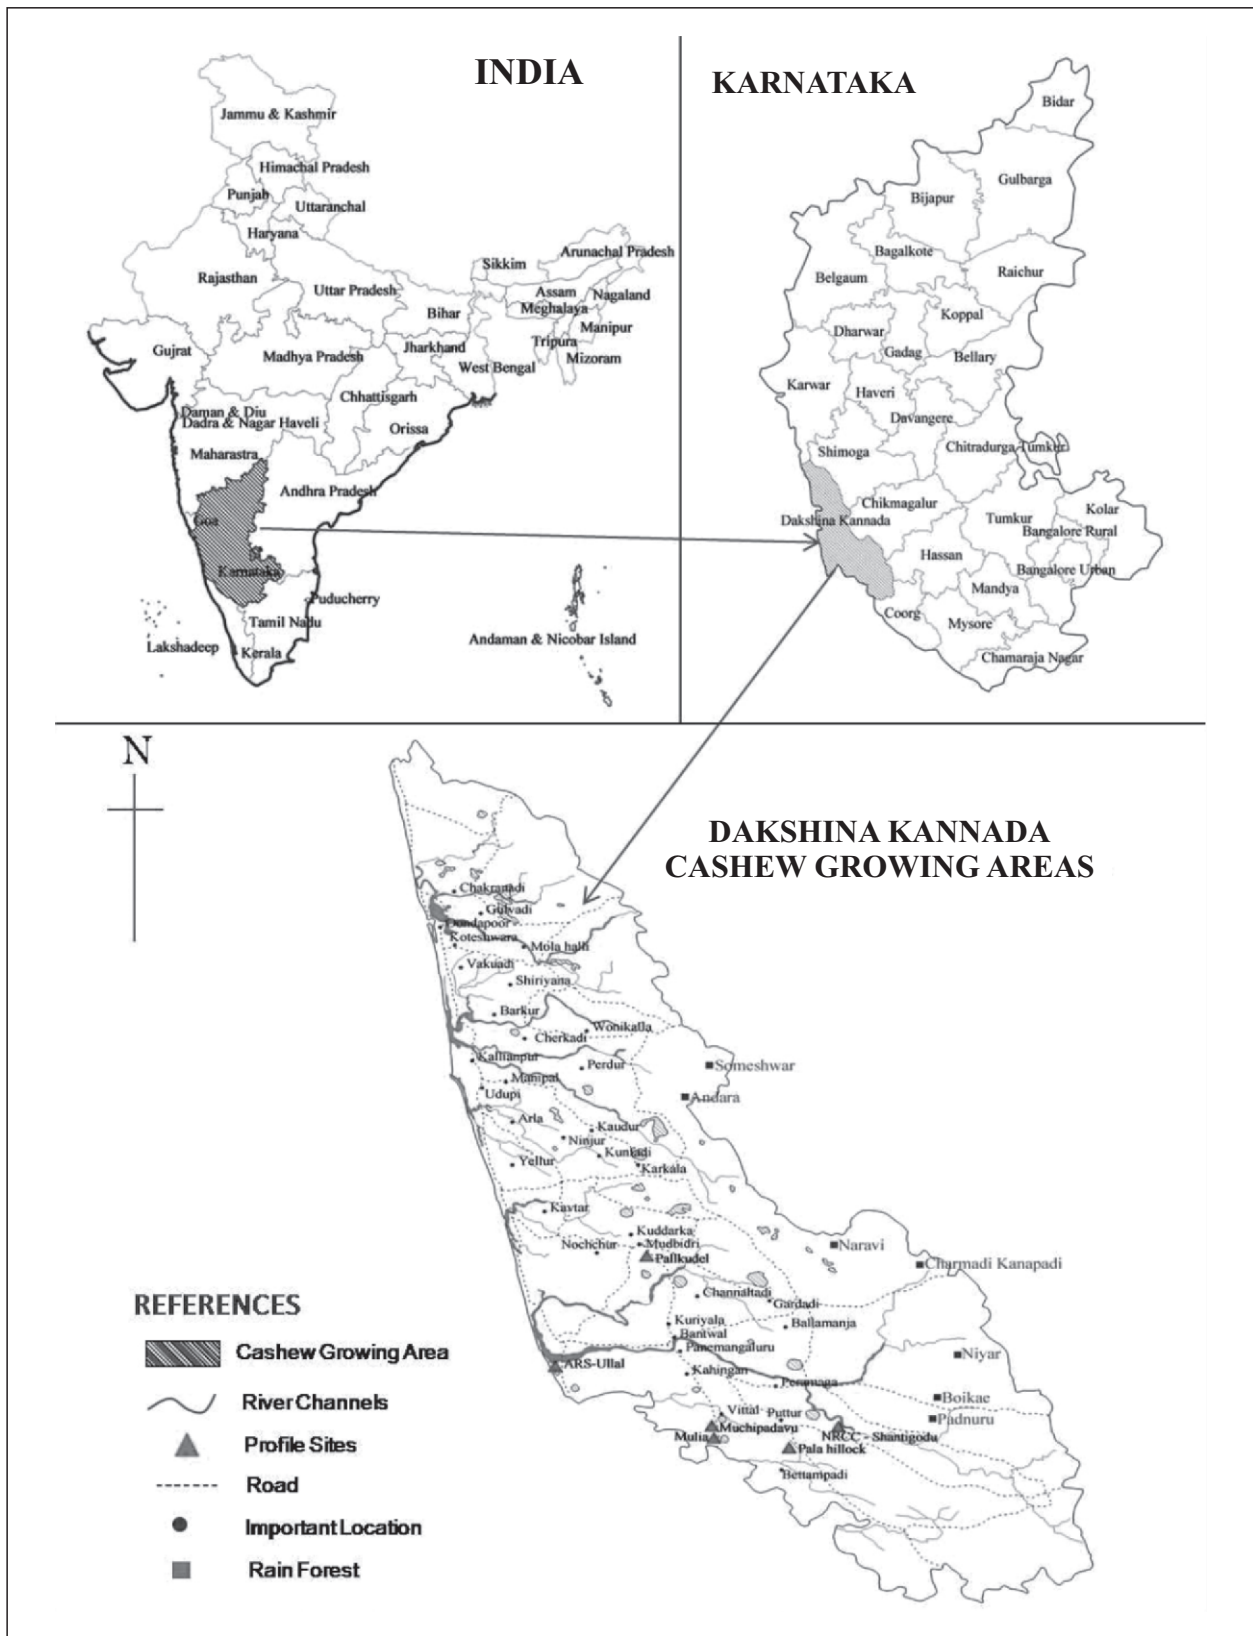 INDIA
Jammu & Kashmir
Himachal Pradesh
Punjab
Uttaranchal
Haryana
Rajasthan
Uttar Pradesh
Sikkim
Arunachal Pradesh
Assam
Nagaland
Meghalaya
Bihar
Manipur
Tripura
Mizoram
Gujrat
Madhya Pradesh
Jharkhand
West Bengal
Chhattisgarh
Daman & Diu
Dadra & Nagar Haveli
Orissa
Maharastra
Andhra Pradesh
Goa
Karnataka
Puducherry
Tamil Nadu
Lakshadeep
Kerala
Andaman & Nicobar Island
KARNATAKA
Bidar
Gulbarga
Bijapur
Bagalkote
Raichur
Belgaum
Koppal
Dharwar
Gadag
Bellary
Karwar
Haveri
Davangere
Shimoga
Chitradurga
Tumkur
Chikmagalur
Dakshina Kannada
Tumkur
Kolar
Bangalore Rural
Hassan
Bangalore Urban
Mandya
Coorg
Mysore
Chamaraja Nagar
N
DAKSHINA KANNADA
CASHEW GROWING AREAS
Chakranadi
Gulvadi
Dondapoor
Koteshwara
Mola halli
Vakuadi
Shiriyana
Barkur
Wonikalla
Cherkadi
Kallianpur
Perdur
Someshwar
Manipal
Udupi
Andara
Arla
Kaudur
Ninjur
Kunladi
Yellur
Karkala
Kavtar
Kuddarka
Nochchur
Mudbidri
Naravi
Palikudel
Charmadi Kanapadi
Channaltadi
Gardadi
Kuriyala
Ballamanja
Bantwal
Panemangaluru
ARS-Ullal
Kahingan
Niyar
Peramaga
Boikae
Vittal
Puttur
Padnuru
Muchipadavu
Mulia
NRCC - Shantigodu
Pala hillock
Bettampadi
REFERENCES
Cashew Growing Area
River Channels
Profile Sites
Road
Important Location
Rain Forest